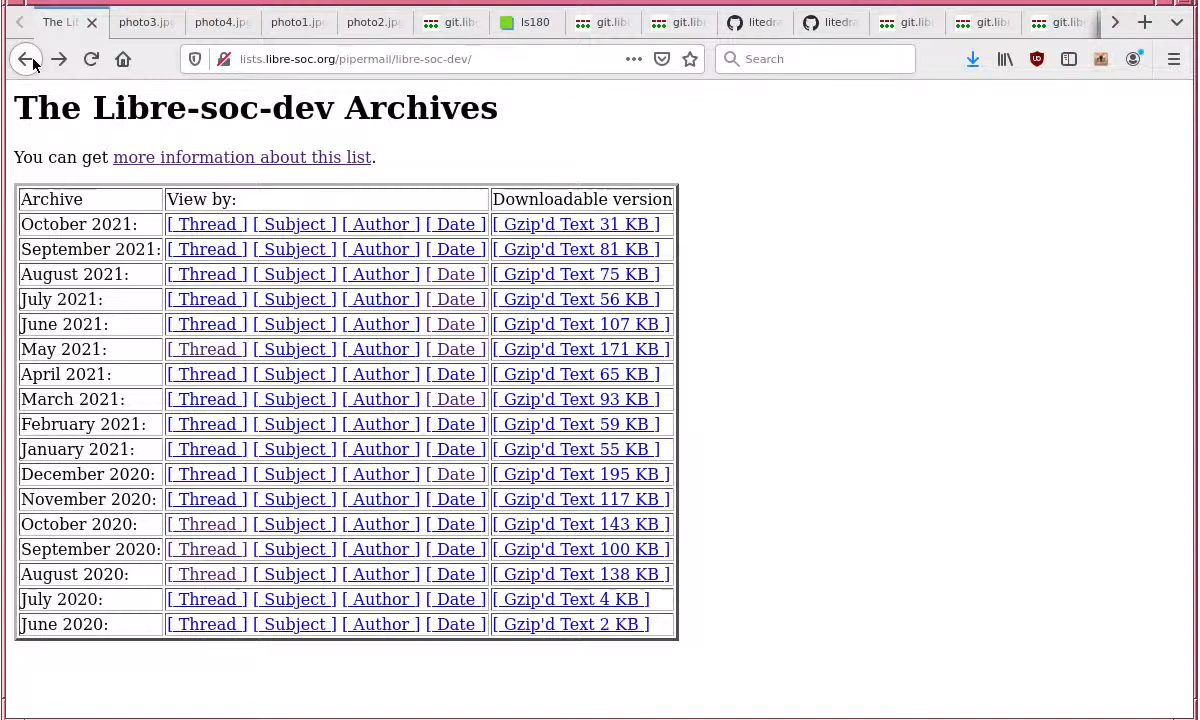 The Li photo3.jp photo4.j photo1.jp photo2.jp git.lib ls180 git.lib git.lib litedra litedra git.lib git.lib git.lib
lists.libre-soc.org/pipermail/libre-soc-dev/ Search
The Libre-soc-dev Archives
You can get more information about this list.
Archive View by: Downloadable version
October 2021: [ Thread ] [ Subject ] [ Author ] [ Date ] [ Gzip'd Text 31 KB ]
September 2021: [ Thread ] [ Subject ] [ Author ] [ Date ] [ Gzip'd Text 81 KB ]
August 2021: [ Thread ] [ Subject ] [ Author ] [ Date ] [ Gzip'd Text 75 KB ]
July 2021: [ Thread ] [ Subject ] [ Author ] [ Date ] [ Gzip'd Text 56 KB ]
June 2021: [ Thread ] [ Subject ] [ Author ] [ Date ] [ Gzip'd Text 107 KB ]
May 2021: [ Thread ] [ Subject ] [ Author ] [ Date ] [ Gzip'd Text 171 KB ]
April 2021: [ Thread ] [ Subject ] [ Author ] [ Date ] [ Gzip'd Text 65 KB ]
March 2021: [ Thread ] [ Subject ] [ Author ] [ Date ] [ Gzip'd Text 93 KB ]
February 2021: [ Thread ] [ Subject ] [ Author ] [ Date ] [ Gzip'd Text 59 KB ]
January 2021: [ Thread ] [ Subject ] [ Author ] [ Date ] [ Gzip'd Text 55 KB ]
December 2020: [ Thread ] [ Subject ] [ Author ] [ Date ] [ Gzip'd Text 195 KB ]
November 2020: [ Thread ] [ Subject ] [ Author ] [ Date ] [ Gzip'd Text 117 KB ]
October 2020: [ Thread ] [ Subject ] [ Author ] [ Date ] [ Gzip'd Text 143 KB ]
September 2020: [ Thread ] [ Subject ] [ Author ] [ Date ] [ Gzip'd Text 100 KB ]
August 2020: [ Thread ] [ Subject ] [ Author ] [ Date ] [ Gzip'd Text 138 KB ]
July 2020: [ Thread ] [ Subject ] [ Author ] [ Date ] [ Gzip'd Text 4 KB ]
June 2020: [ Thread ] [ Subject ] [ Author ] [ Date ] [ Gzip'd Text 2 KB ]